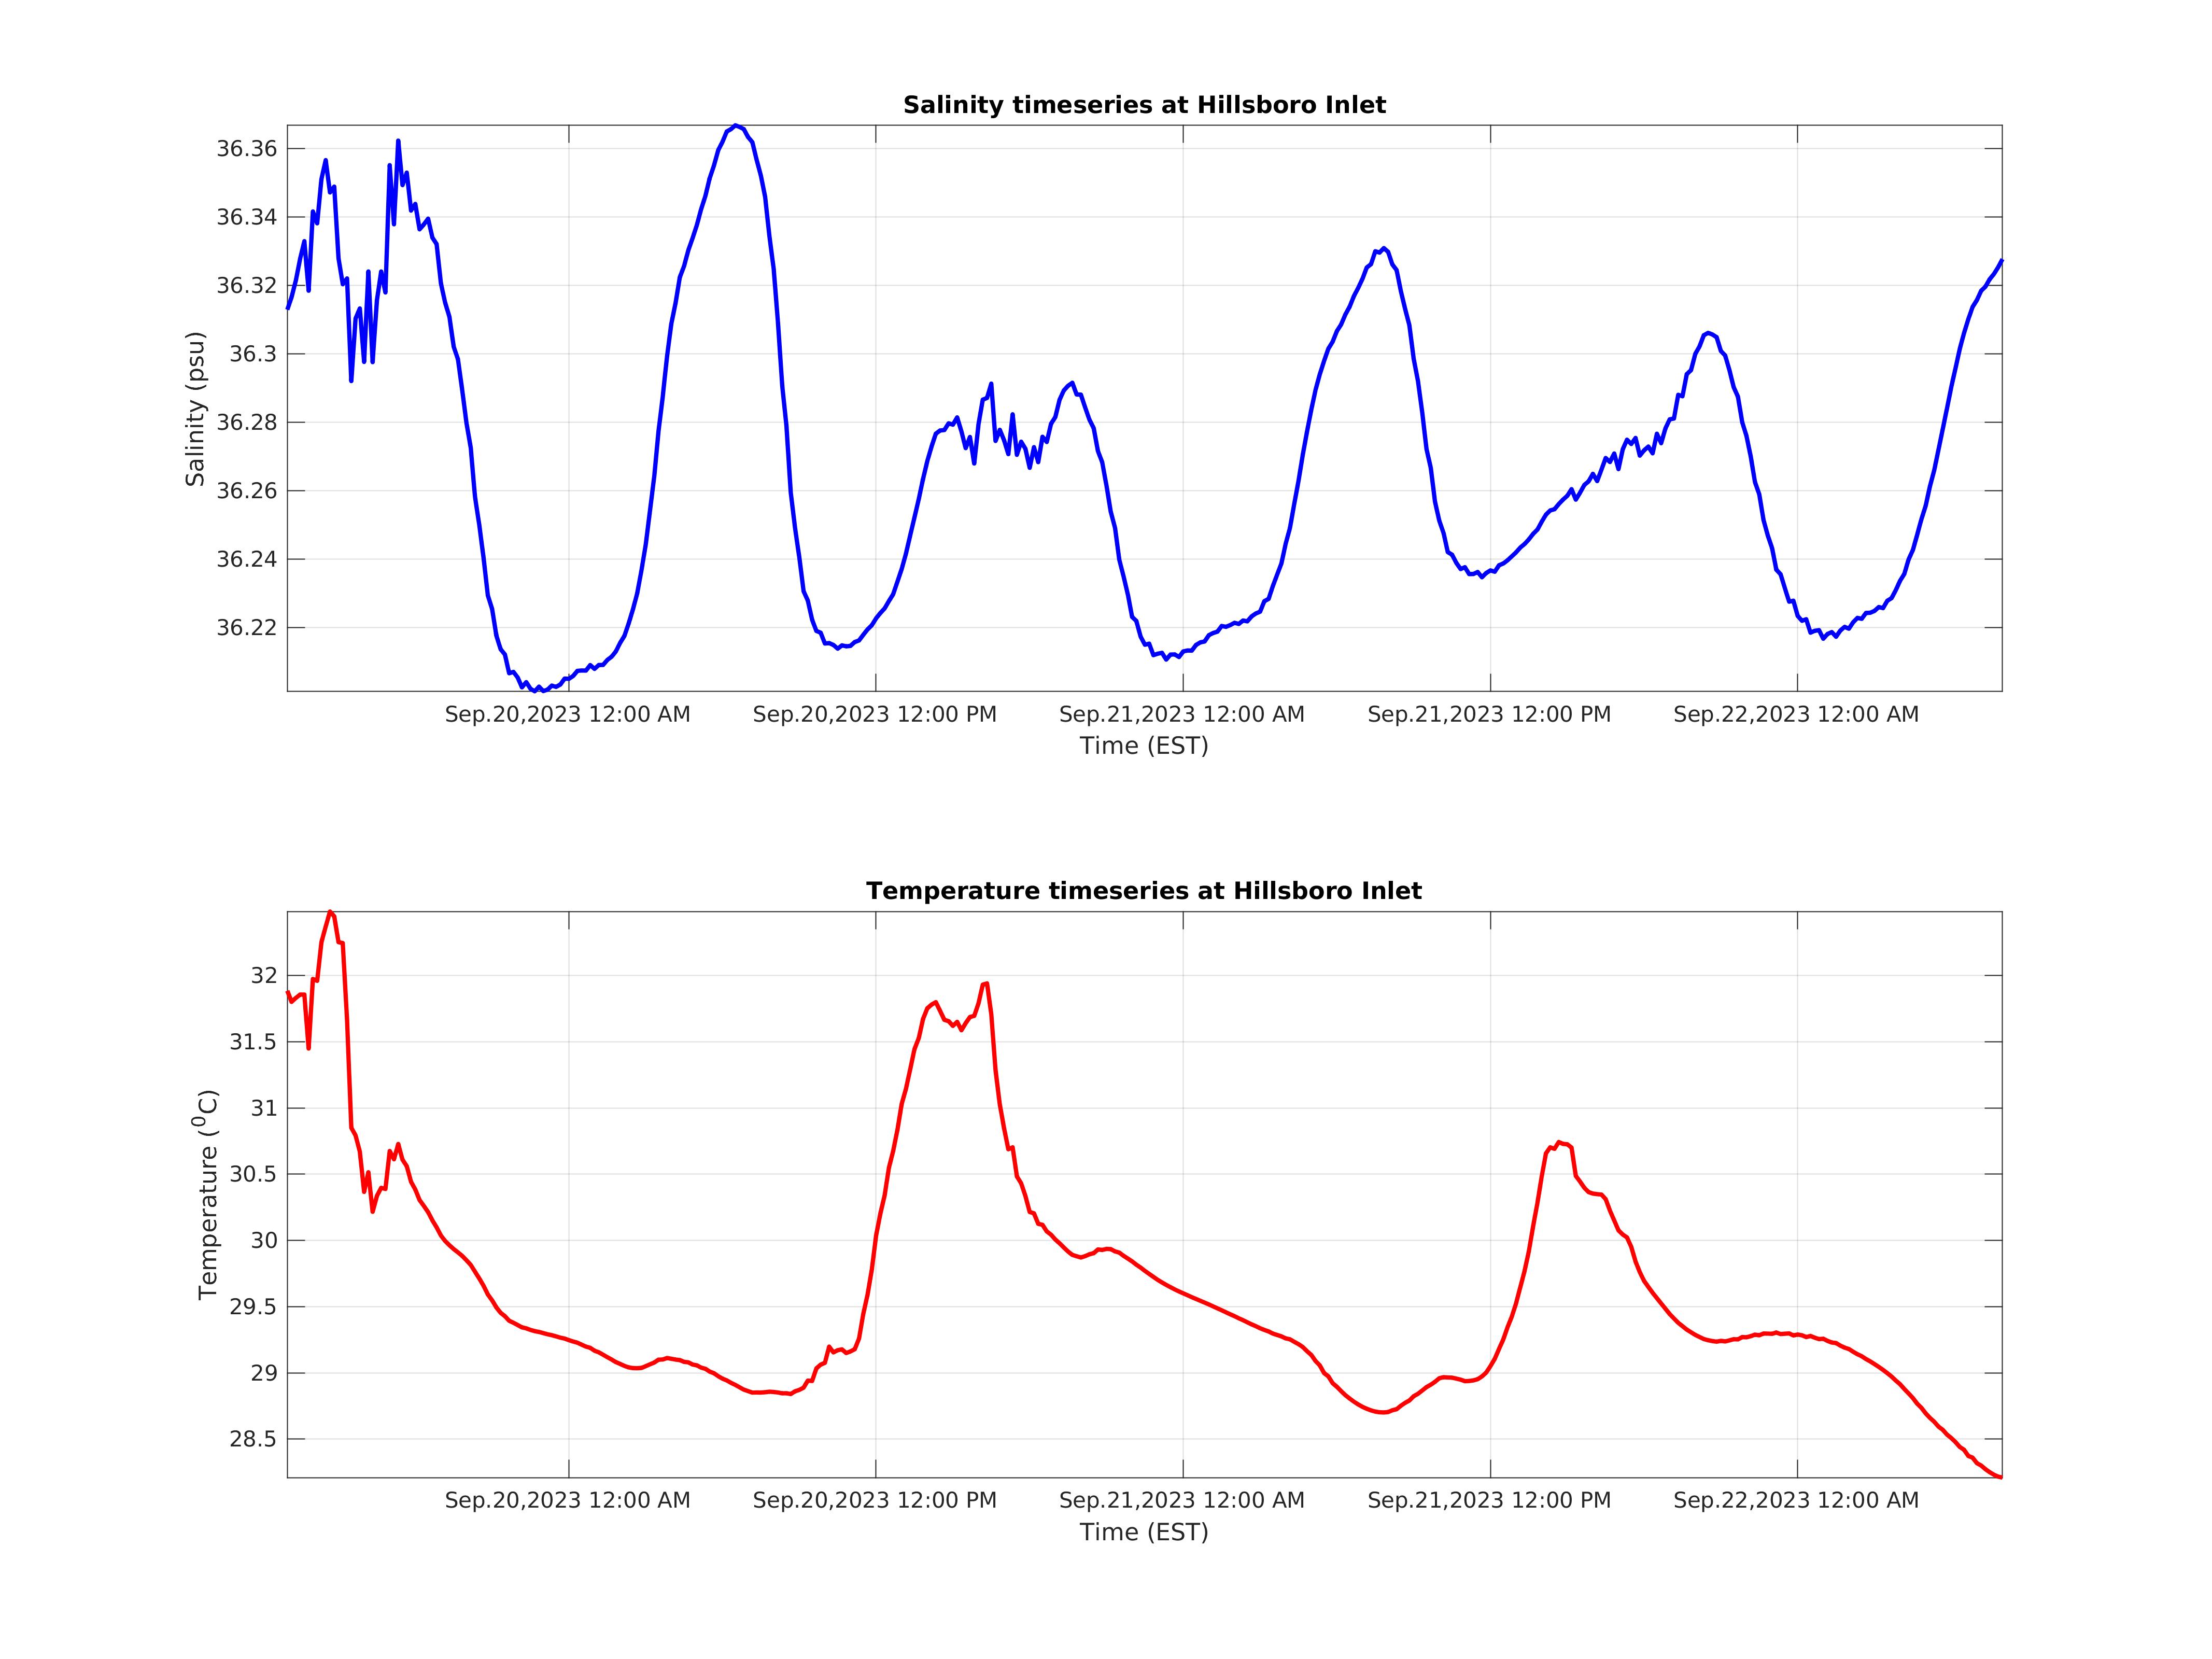 Salinity timeseries at Hillsboro Inlet
36.36
36.34
36.32
36.3
36.28
36.26
36.24
36.22
Salinity (psu)
Sep.20,2023 12:00 AM Sep.20,2023 12:00 PM Sep.21,2023 12:00 AM Sep.21,2023 12:00 PM Sep.22,2023 12:00 AM
Time (EST)
Temperature timeseries at Hillsboro Inlet
32
31.5
31
30.5
30
29.5
29
28.5
Temperature (⁰C)
Sep.20,2023 12:00 AM Sep.20,2023 12:00 PM Sep.21,2023 12:00 AM Sep.21,2023 12:00 PM Sep.22,2023 12:00 AM
Time (EST)